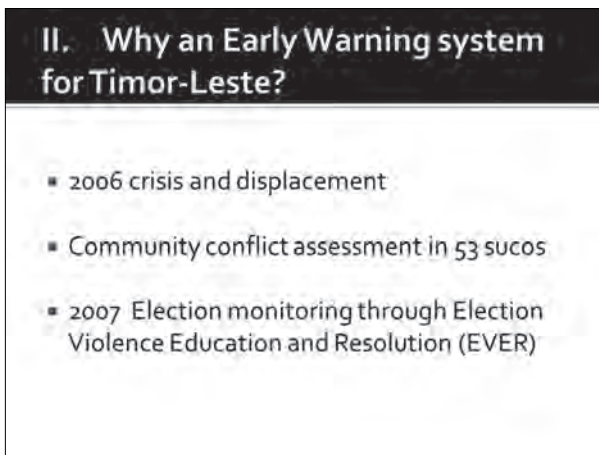 II. Why an Early Warning system
for Timor-Leste?
▪ 2006 crisis and displacement
▪ Community conflict assessment in 53 sucos
▪ 2007 Election monitoring through Election
Violence Education and Resolution (EVER)